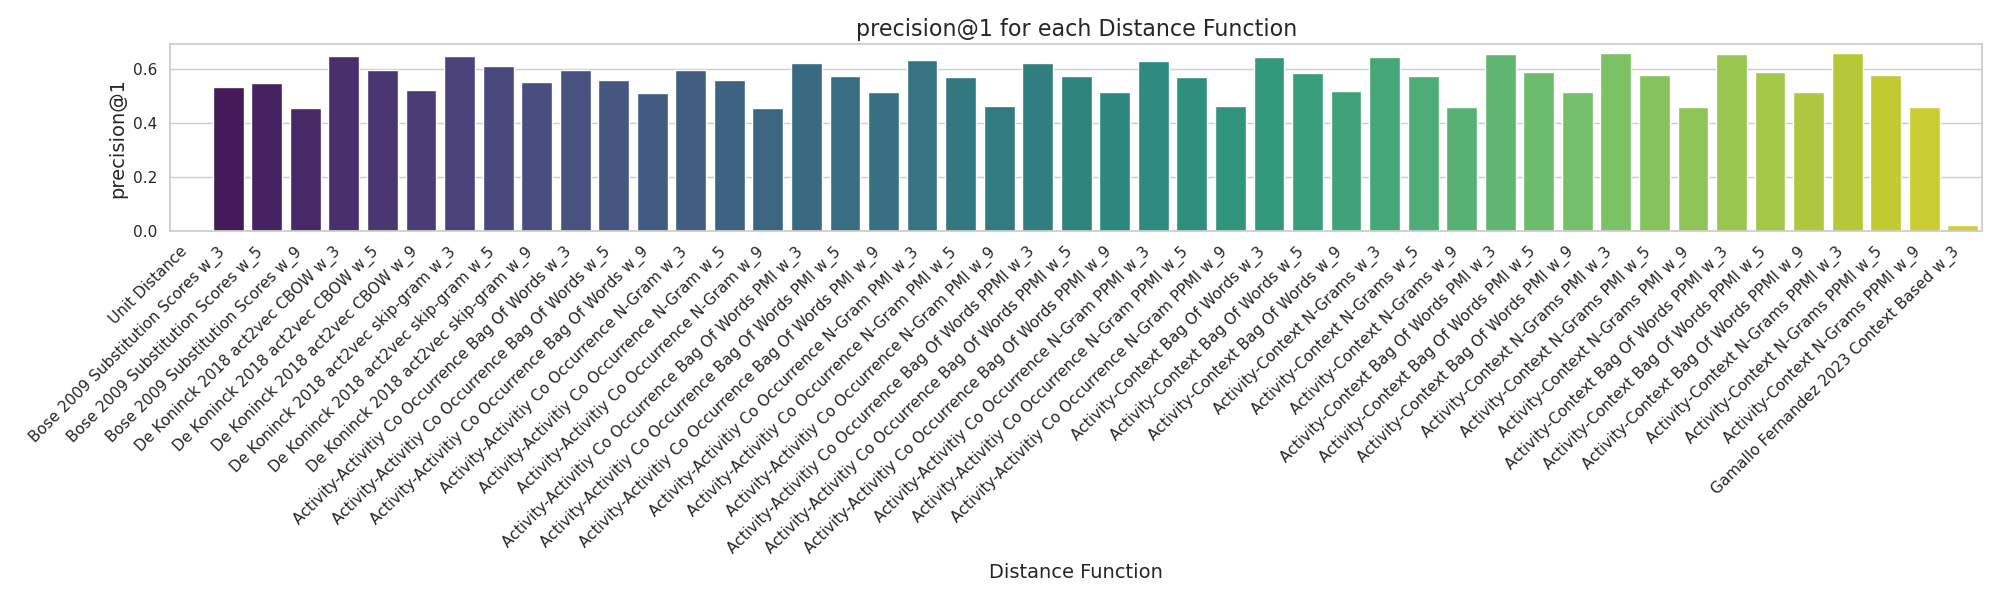 precision@1 for each Distance Function
precision@1
0.6
0.4
0.2
0.0
Unit Distance
Bose 2009 Substitution Scores w_3
Bose 2009 Substitution Scores w_5
Bose 2009 Substitution Scores w_9
De Koninck 2018 act2vec CBOW w_3
De Koninck 2018 act2vec CBOW w_5
De Koninck 2018 act2vec CBOW w_9
De Koninck 2018 act2vec skip-gram w_3
De Koninck 2018 act2vec skip-gram w_5
De Koninck 2018 act2vec skip-gram w_9
Activity-Activitiy Co Occurrence Bag Of Words w_3
Activity-Activitiy Co Occurrence Bag Of Words w_5
Activity-Activitiy Co Occurrence Bag Of Words w_9
Activity-Activitiy Co Occurrence N-Gram w_3
Activity-Activitiy Co Occurrence N-Gram w_5
Activity-Activitiy Co Occurrence N-Gram w_9
Activity-Activitiy Co Occurrence Bag Of Words PMI w_3
Activity-Activitiy Co Occurrence Bag Of Words PMI w_5
Activity-Activitiy Co Occurrence Bag Of Words PMI w_9
Activity-Activitiy Co Occurrence N-Gram PMI w_3
Activity-Activitiy Co Occurrence N-Gram PMI w_5
Activity-Activitiy Co Occurrence N-Gram PMI w_9
Activity-Activitiy Co Occurrence Bag Of Words PPMI w_3
Activity-Activitiy Co Occurrence Bag Of Words PPMI w_5
Activity-Activitiy Co Occurrence Bag Of Words PPMI w_9
Activity-Activitiy Co Occurrence N-Gram PPMI w_3
Activity-Activitiy Co Occurrence N-Gram PPMI w_5
Activity-Activitiy Co Occurrence N-Gram PPMI w_9
Activity-Context Bag Of Words w_3
Activity-Context Bag Of Words w_5
Activity-Context Bag Of Words w_9
Activity-Context N-Grams w_3
Activity-Context N-Grams w_5
Activity-Context N-Grams w_9
Activity-Context Bag Of Words PMI w_3
Activity-Context Bag Of Words PMI w_5
Activity-Context Bag Of Words PMI w_9
Activity-Context N-Grams PMI w_3
Activity-Context N-Grams PMI w_5
Activity-Context N-Grams PMI w_9
Activity-Context Bag Of Words PPMI w_3
Activity-Context Bag Of Words PPMI w_5
Activity-Context Bag Of Words PPMI w_9
Activity-Context N-Grams PPMI w_3
Activity-Context N-Grams PPMI w_5
Activity-Context N-Grams PPMI w_9
Gamallo Fernandez 2023 Context Based w_3
Distance Function